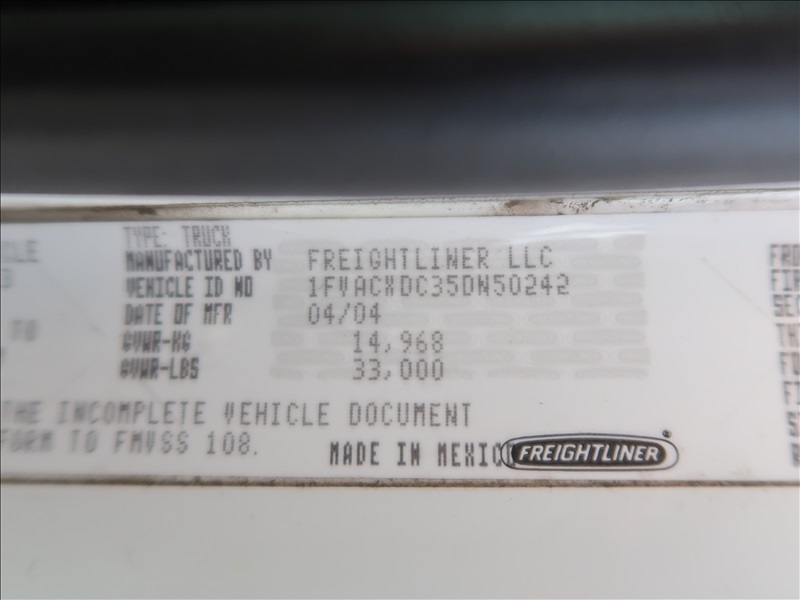 TYPE: TRUCK
MANUFACTURED BY FREIGHTLINER LLC
VEHICLE ID NO 1FVACXDC35DN50242
DATE OF MFR 04/04
GVWR-KG 14,968
GVWR-LBS 33,000
THE INCOMPLETE VEHICLE DOCUMENT
FORM TO FMVSS 108.
MADE IN MEXICO FREIGHTLINER